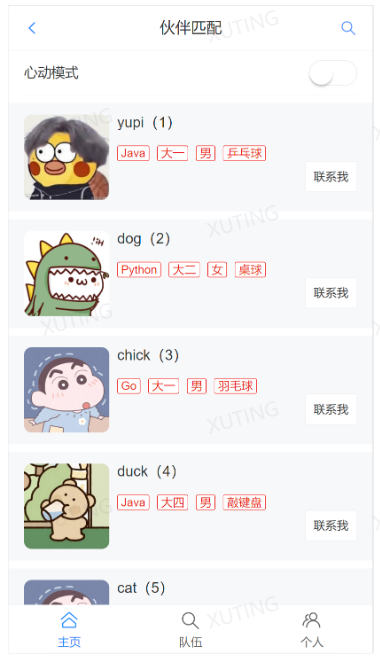 伙伴匹配
心动模式
yupi（1）
Java 大一 男 乒乓球
联系我
dog（2）
Python 大二 女 桌球
联系我
chick（3）
Go 大一 男 羽毛球
联系我
duck（4）
Java 大四 男 敲键盘
联系我
cat（5）
主页 队伍 个人
XUTING
XUTING
XUTING
XUTING